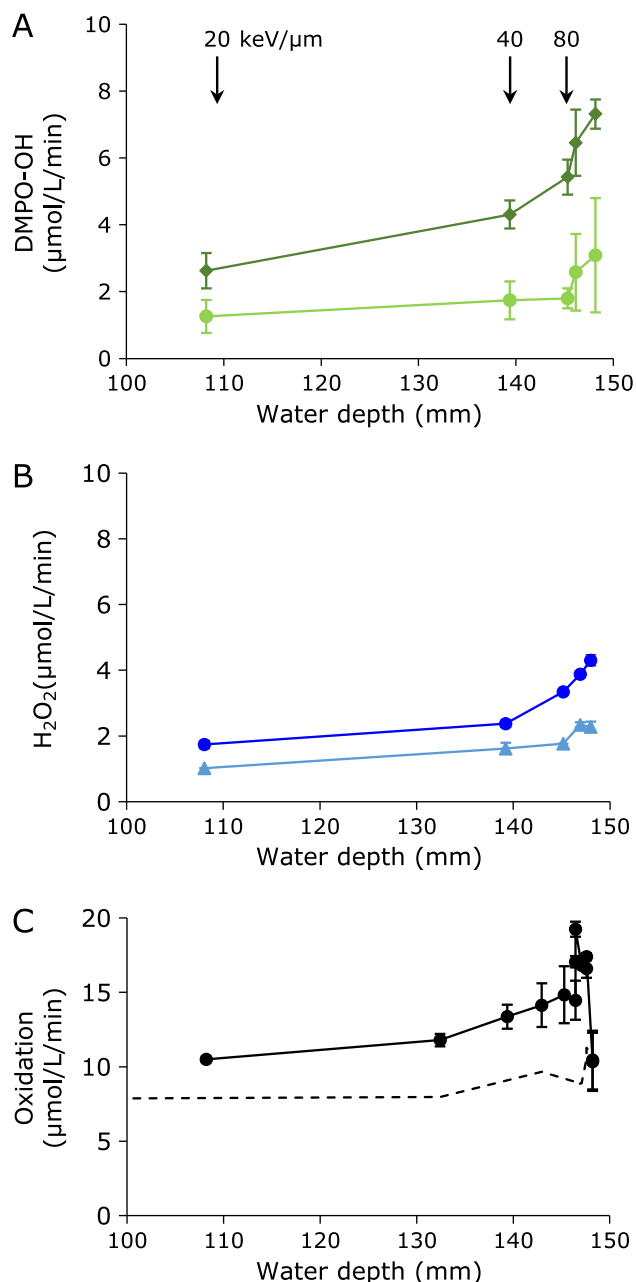 A
20 keV/µm 40 80
10
8
6
4
2
0
DMPO-OH
(µmol/L/min)
100 110 120 130 140 150
Water depth (mm)
B
10
8
6
4
2
0
H₂O₂(µmol/L/min)
100 110 120 130 140 150
Water depth (mm)
C
20
15
10
5
0
Oxidation
(µmol/L/min)
100 110 120 130 140 150
Water depth (mm)